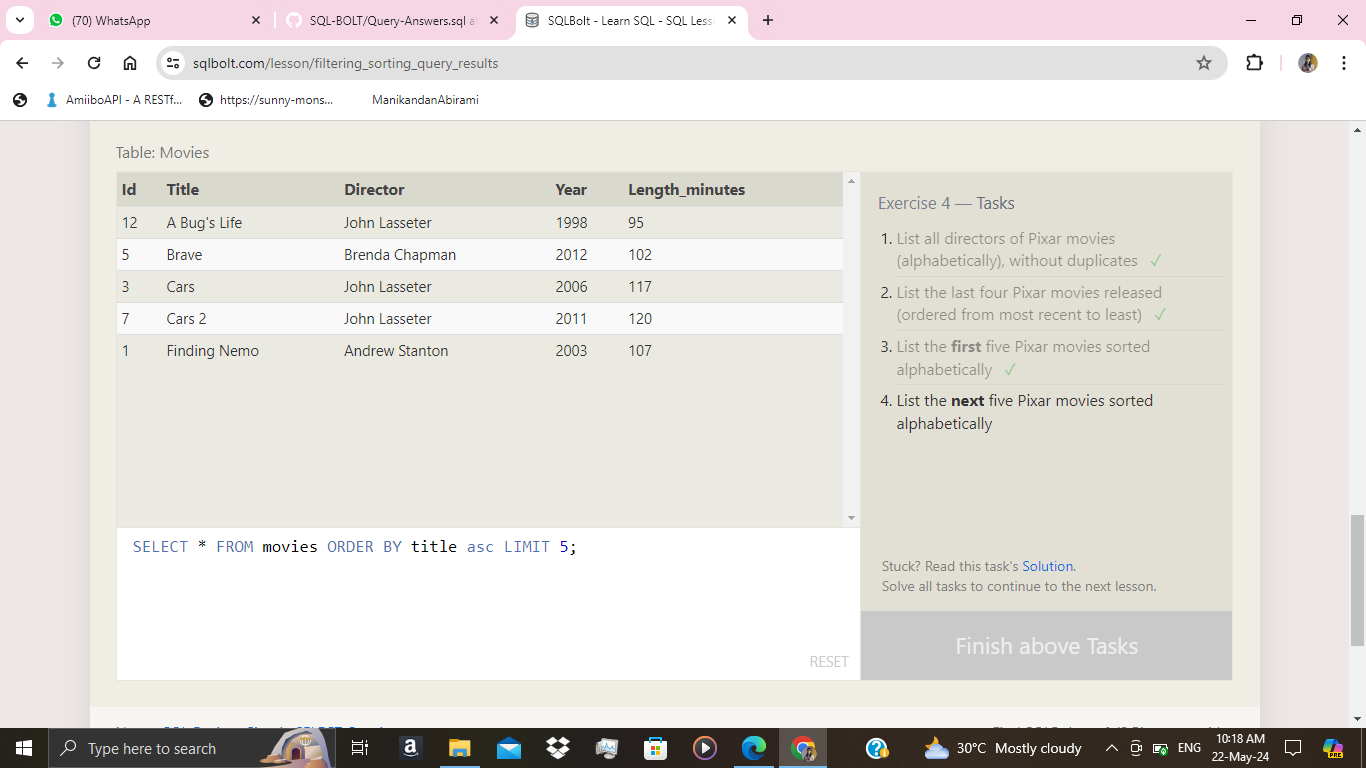 (70) WhatsApp
SQL-BOLT/Query-Answers.sql a
SQLBolt - Learn SQL - SQL Less
sqlbolt.com/lesson/filtering_sorting_query_results
AmiiboAPI - A RESTf...
https://sunny-mons...
ManikandanAbirami
Table: Movies
Id Title Director Year Length_minutes
12 A Bug's Life John Lasseter 1998 95
5 Brave Brenda Chapman 2012 102
3 Cars John Lasseter 2006 117
7 Cars 2 John Lasseter 2011 120
1 Finding Nemo Andrew Stanton 2003 107
SELECT * FROM movies ORDER BY title asc LIMIT 5;
RESET
Exercise 4 — Tasks
1. List all directors of Pixar movies
(alphabetically), without duplicates ✓
2. List the last four Pixar movies released
(ordered from most recent to least) ✓
3. List the first five Pixar movies sorted
alphabetically ✓
4. List the next five Pixar movies sorted
alphabetically
Stuck? Read this task's Solution.
Solve all tasks to continue to the next lesson.
Finish above Tasks
Type here to search
30°C Mostly cloudy
ENG
10:18 AM
22-May-24
PRE